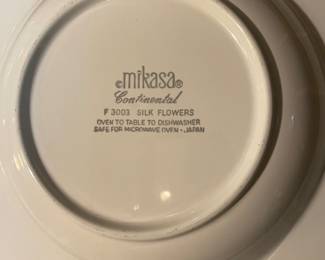 ©mikasa®
Continental
F 3003 SILK FLOWERS
OVEN TO TABLE TO DISHWASHER
SAFE FOR MICROWAVE OVEN • JAPAN